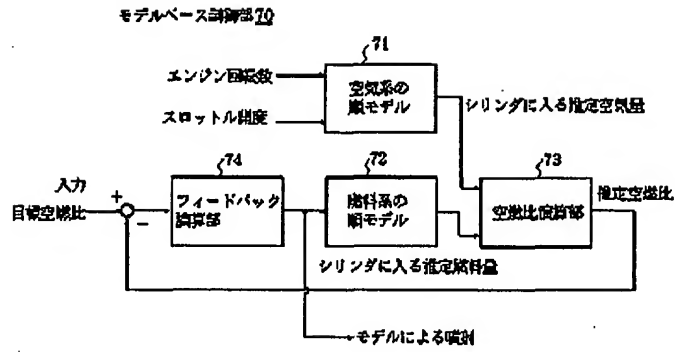 モデルベース制御部70
71
エンジン回転数
空気系の
順モデル
スロットル開度
シリンダに入る推定空気量
74
72
73
入力
目標空燃比
+
−
フィードバック
演算部
燃料系の
順モデル
空燃比演算部
推定空燃比
シリンダに入る推定燃料量
モデルによる噴射